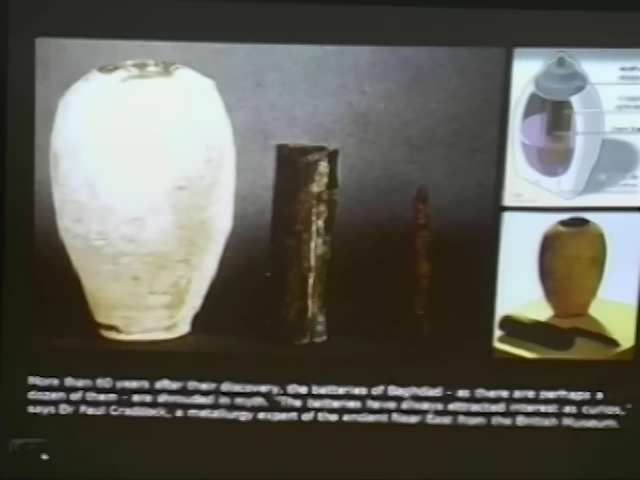 More than 60 years after their discovery, the batteries of Baghdad - as there are perhaps a
dozen of them - are shrouded in myth. "The batteries have always attracted interest as curios,"
says Dr Paul Craddock, a metallurgy expert of the ancient Near East from the British Museum.